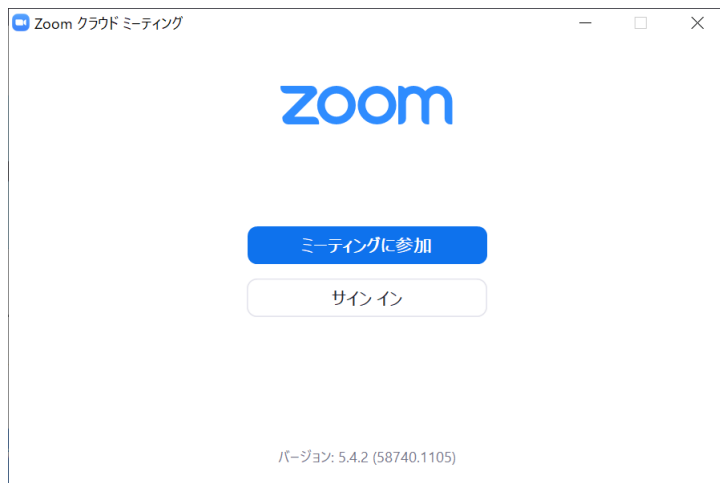 Zoom クラウド ミーティング
zoom
ミーティングに参加
サイン イン
バージョン: 5.4.2 (58740.1105)